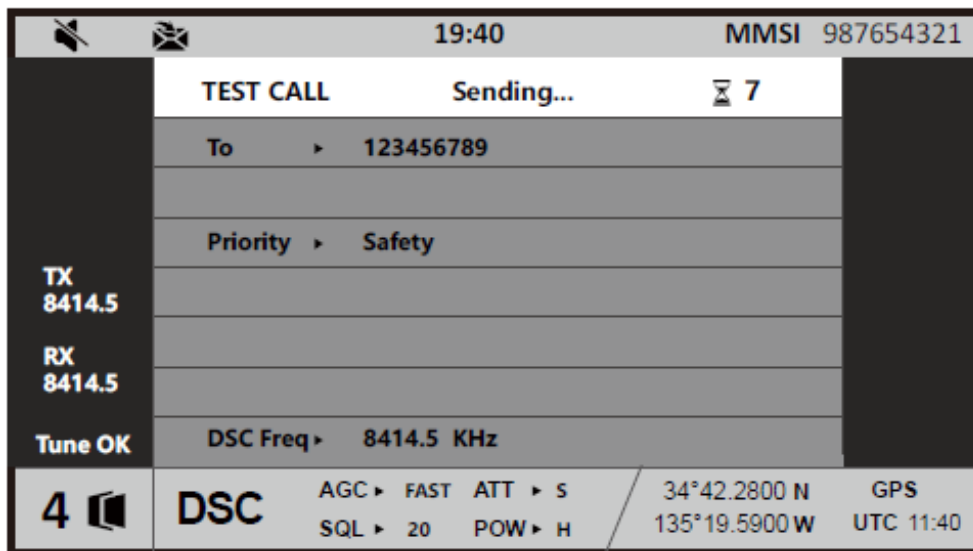 19:40 MMSI 987654321
TEST CALL Sending... 7
To ▸ 123456789
Priority ▸ Safety
TX
8414.5
RX
8414.5
Tune OK
DSC Freq ▸ 8414.5 KHz
4 DSC
AGC ▸ FAST ATT ▸ S
SQL ▸ 20 POW ▸ H
34°42.2800 N
135°19.5900 W
GPS
UTC 11:40